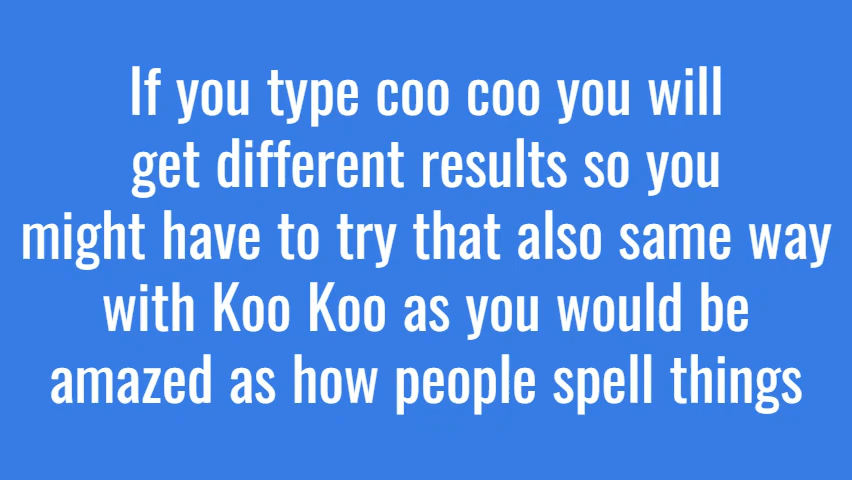 If you type coo coo you will
get different results so you
might have to try that also same way
with Koo Koo as you would be
amazed as how people spell things